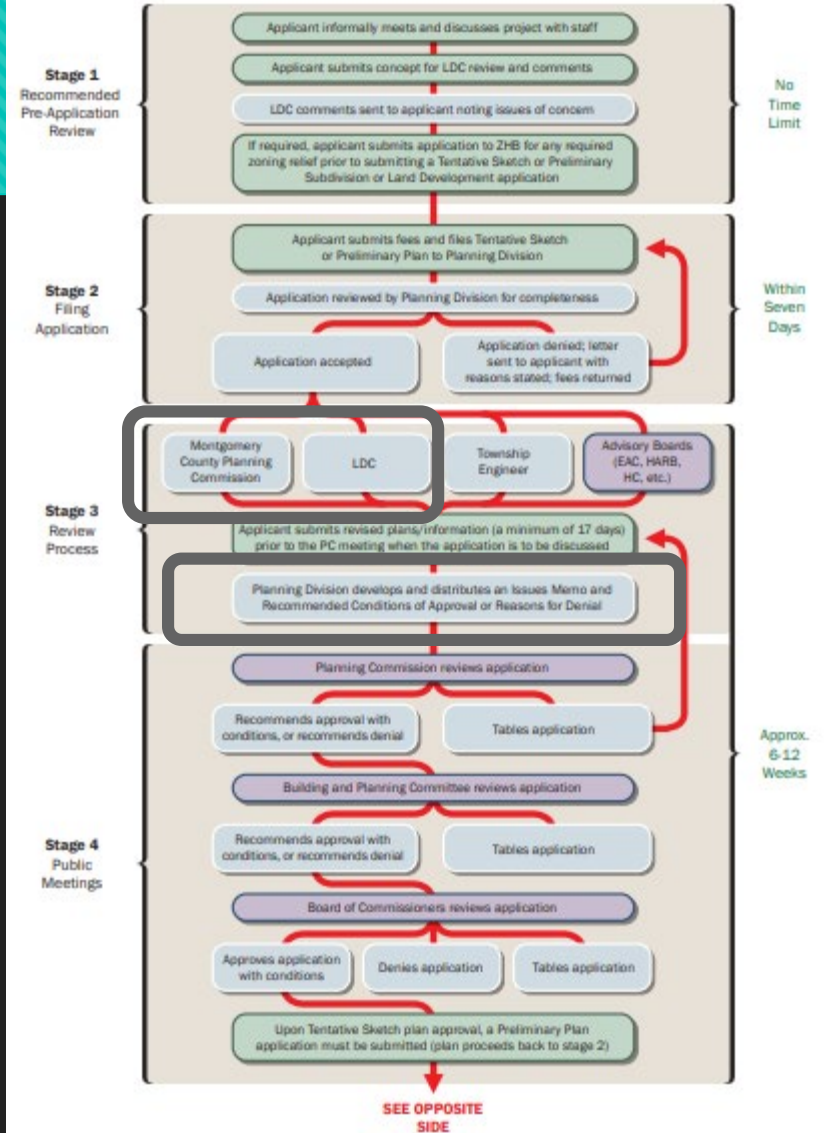 Stage 1
Recommended
Pre-Application
Review
Applicant informally meets and discusses project with staff
Applicant submits concept for LDC review and comments
LDC comments sent to applicant noting issues of concern
If required, applicant submits application to ZHB for any required
zoning relief prior to submitting a Tentative Sketch or Preliminary
Subdivision or Land Development application
No
Time
Limit
Stage 2
Filing
Application
Applicant submits fees and files Tentative Sketch
or Preliminary Plan to Planning Division
Application reviewed by Planning Division for completeness
Application accepted
Application denied; letter
sent to applicant with
reasons stated; fees returned
Within
Seven
Days
Stage 3
Review
Process
Montgomery
County Planning
Commission
LDC
Township
Engineer
Advisory Boards
(EAC, HARB,
HC, etc.)
Applicant submits revised plans/information (a minimum of 17 days)
prior to the PC meeting when the application is to be discussed
Planning Division develops and distributes an Issues Memo and
Recommended Conditions of Approval or Reasons for Denial
Stage 4
Public
Meetings
Planning Commission reviews application
Recommends approval with
conditions, or recommends denial
Tables application
Building and Planning Committee reviews application
Recommends approval with
conditions, or recommends denial
Tables application
Board of Commissioners reviews application
Approves application
with conditions
Denies application
Tables application
Upon Tentative Sketch plan approval, a Preliminary Plan
application must be submitted (plan proceeds back to stage 2)
Approx.
6-12
Weeks
SEE OPPOSITE
SIDE